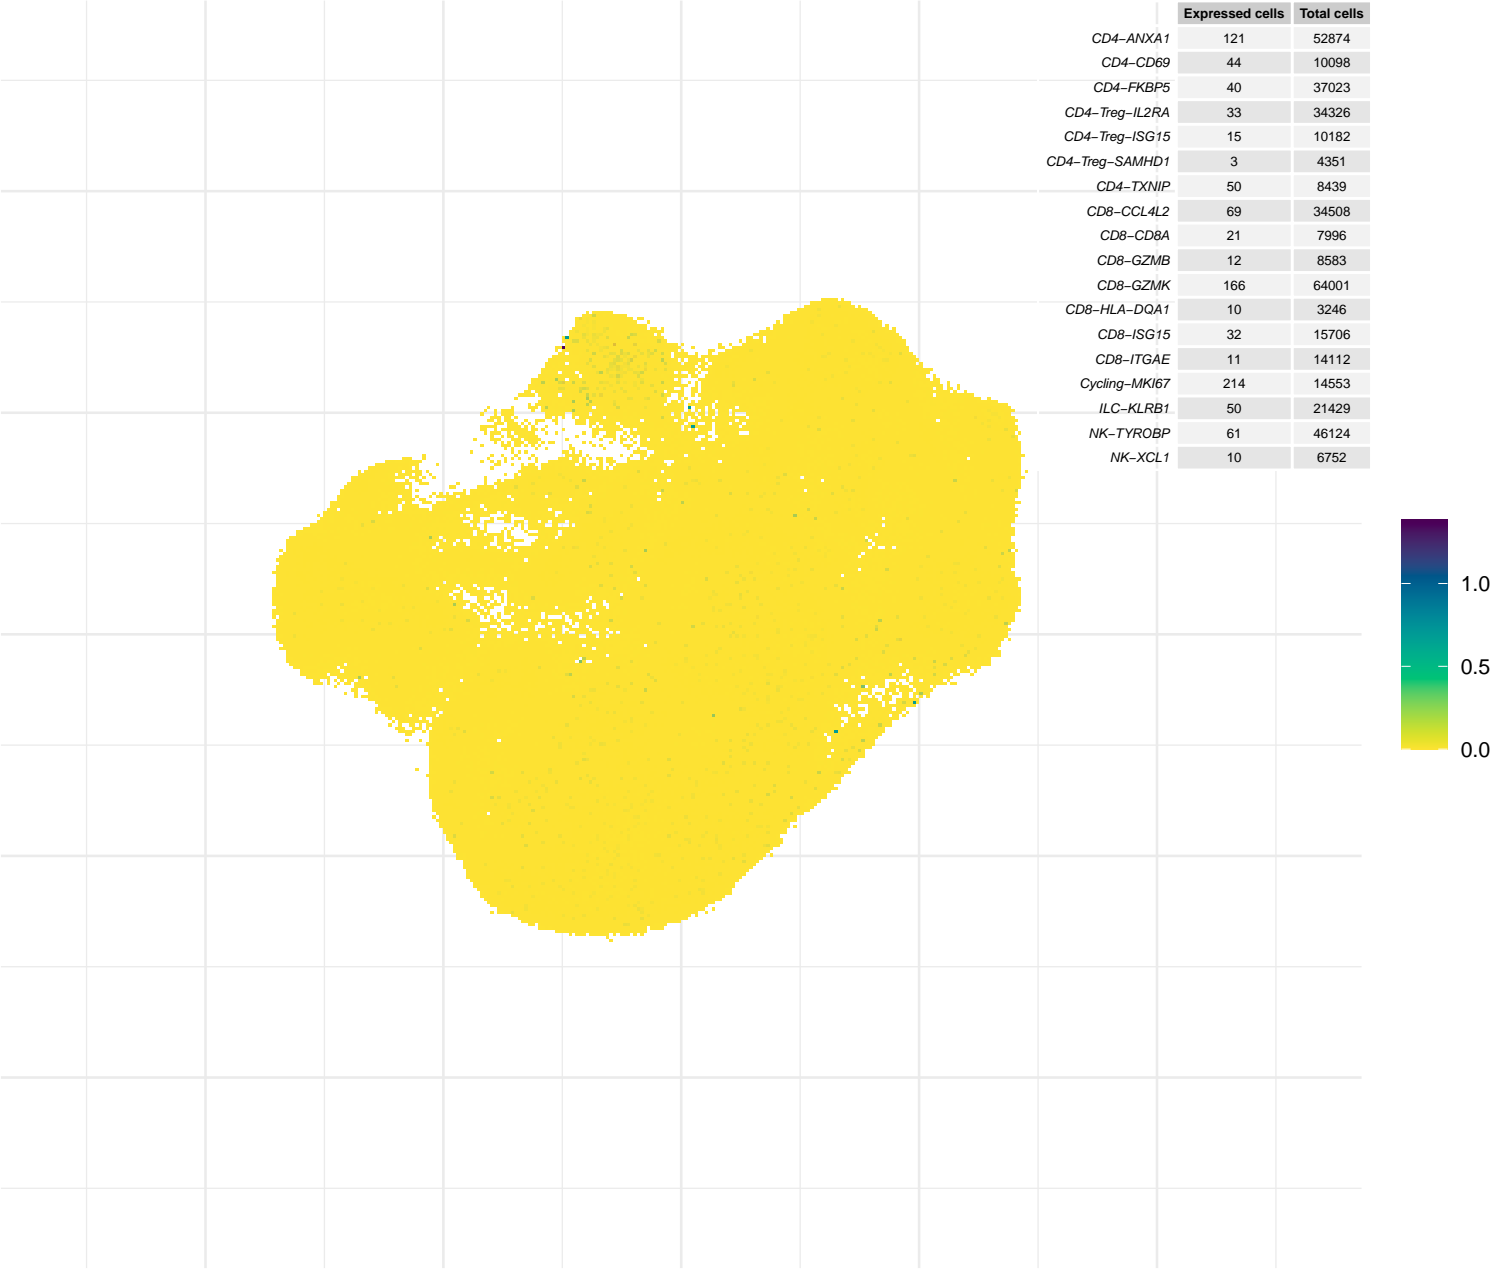 Expressed cells Total cells
CD4−ANXA1 121 52874
CD4−CD69 44 10098
CD4−FKBP5 40 37023
CD4−Treg−IL2RA 33 34326
CD4−Treg−ISG15 15 10182
CD4−Treg−SAMHD1 3 4351
CD4−TXNIP 50 8439
CD8−CCL4L2 69 34508
CD8−CD8A 21 7996
CD8−GZMB 12 8583
CD8−GZMK 166 64001
CD8−HLA−DQA1 10 3246
CD8−ISG15 32 15706
CD8−ITGAE 11 14112
Cycling−MKI67 214 14553
ILC−KLRB1 50 21429
NK−TYROBP 61 46124
NK−XCL1 10 6752
1.0
0.5
0.0